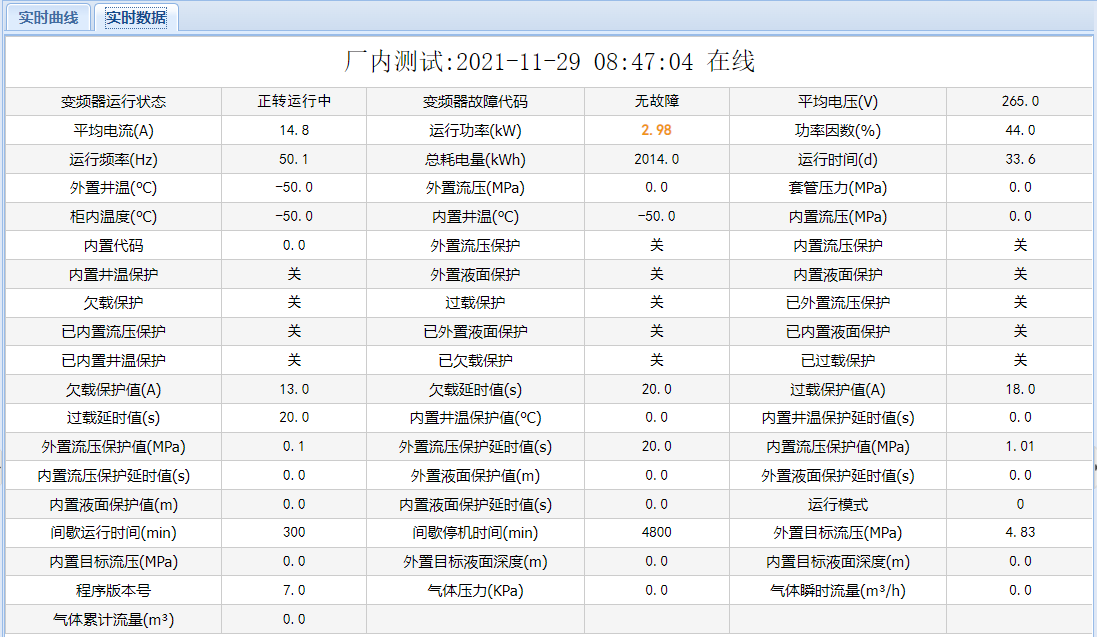 实时曲线 实时数据
厂内测试:2021-11-29 08:47:04 在线
变频器运行状态 正转运行中 变频器故障代码 无故障 平均电压(V) 265.0
平均电流(A) 14.8 运行功率(kW) 2.98 功率因数(%) 44.0
运行频率(Hz) 50.1 总耗电量(kWh) 2014.0 运行时间(d) 33.6
外置井温(℃) -50.0 外置流压(MPa) 0.0 套管压力(MPa) 0.0
柜内温度(℃) -50.0 内置井温(℃) -50.0 内置流压(MPa) 0.0
内置代码 0.0 外置流压保护 关 内置流压保护 关
内置井温保护 关 外置液面保护 关 内置液面保护 关
欠载保护 关 过载保护 关 已外置流压保护 关
已内置流压保护 关 已外置液面保护 关 已内置液面保护 关
已内置井温保护 关 已欠载保护 关 已过载保护 关
欠载保护值(A) 13.0 欠载延时值(s) 20.0 过载保护值(A) 18.0
过载延时值(s) 20.0 内置井温保护值(℃) 0.0 内置井温保护延时值(s) 0.0
外置流压保护值(MPa) 0.1 外置流压保护延时值(s) 20.0 内置流压保护值(MPa) 1.01
内置流压保护延时值(s) 0.0 外置液面保护值(m) 0.0 外置液面保护延时值(s) 0.0
内置液面保护值(m) 0.0 内置液面保护延时值(s) 0.0 运行模式 0
间歇运行时间(min) 300 间歇停机时间(min) 4800 外置目标流压(MPa) 4.83
内置目标流压(MPa) 0.0 外置目标液面深度(m) 0.0 内置目标液面深度(m) 0.0
程序版本号 7.0 气体压力(KPa) 0.0 气体瞬时流量(m³/h) 0.0
气体累计流量(m³) 0.0